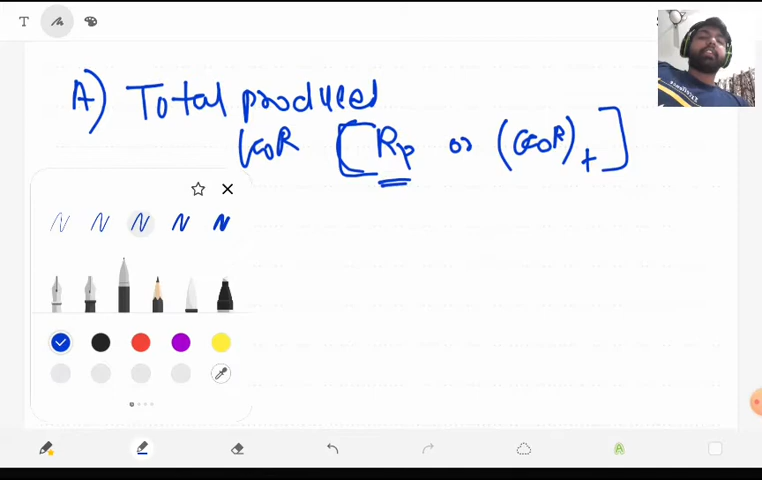 T
A) Total produced
GOR [Rp or (GOR)+]
A